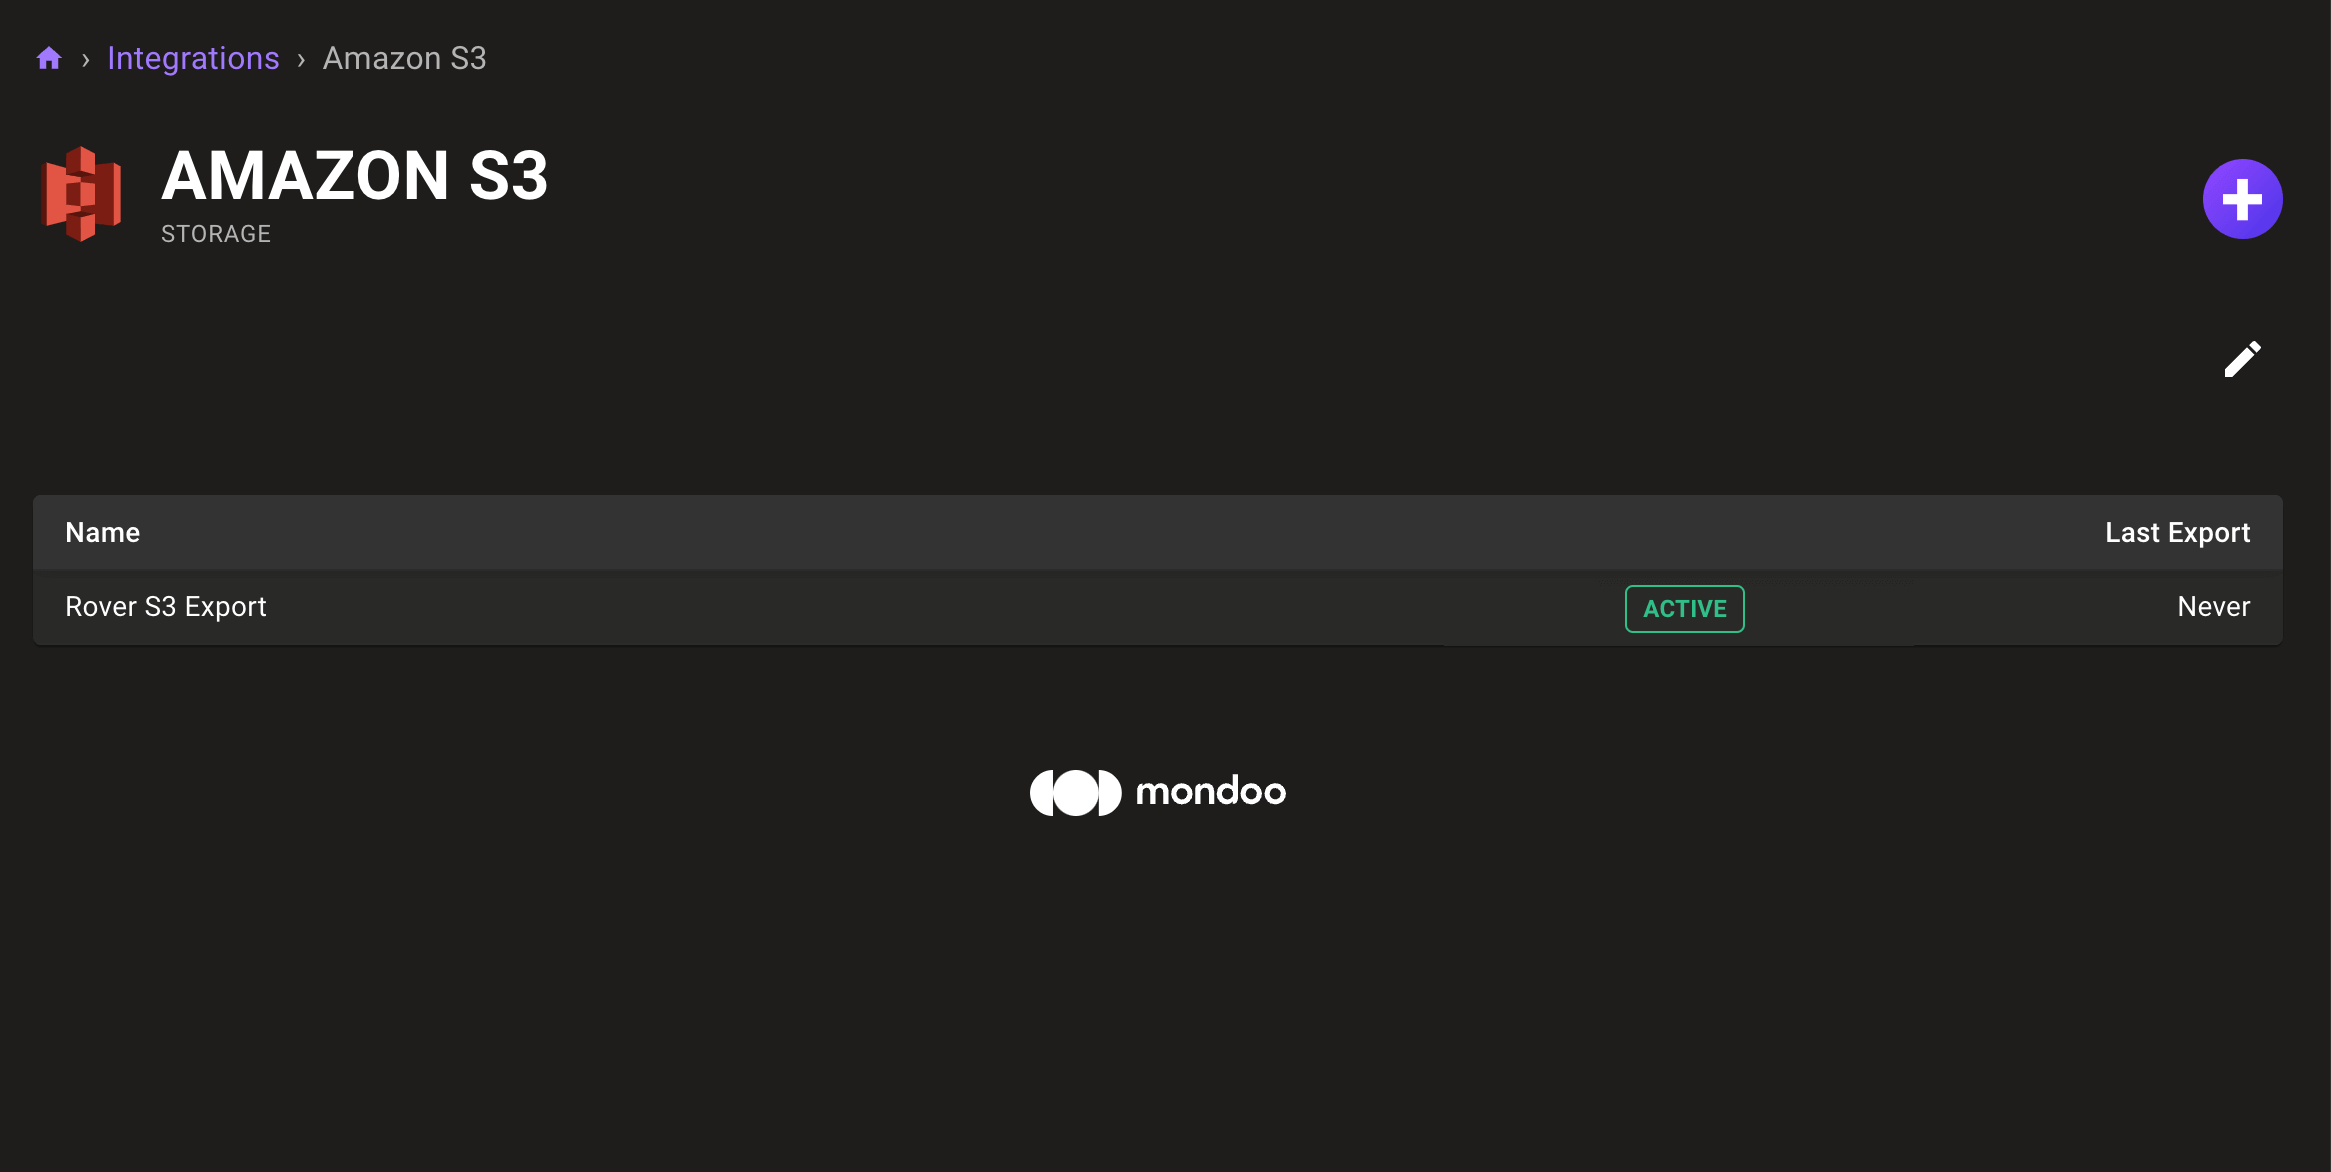 › Integrations › Amazon S3
AMAZON S3
STORAGE
Name Last Export
Rover S3 Export ACTIVE Never
mondoo